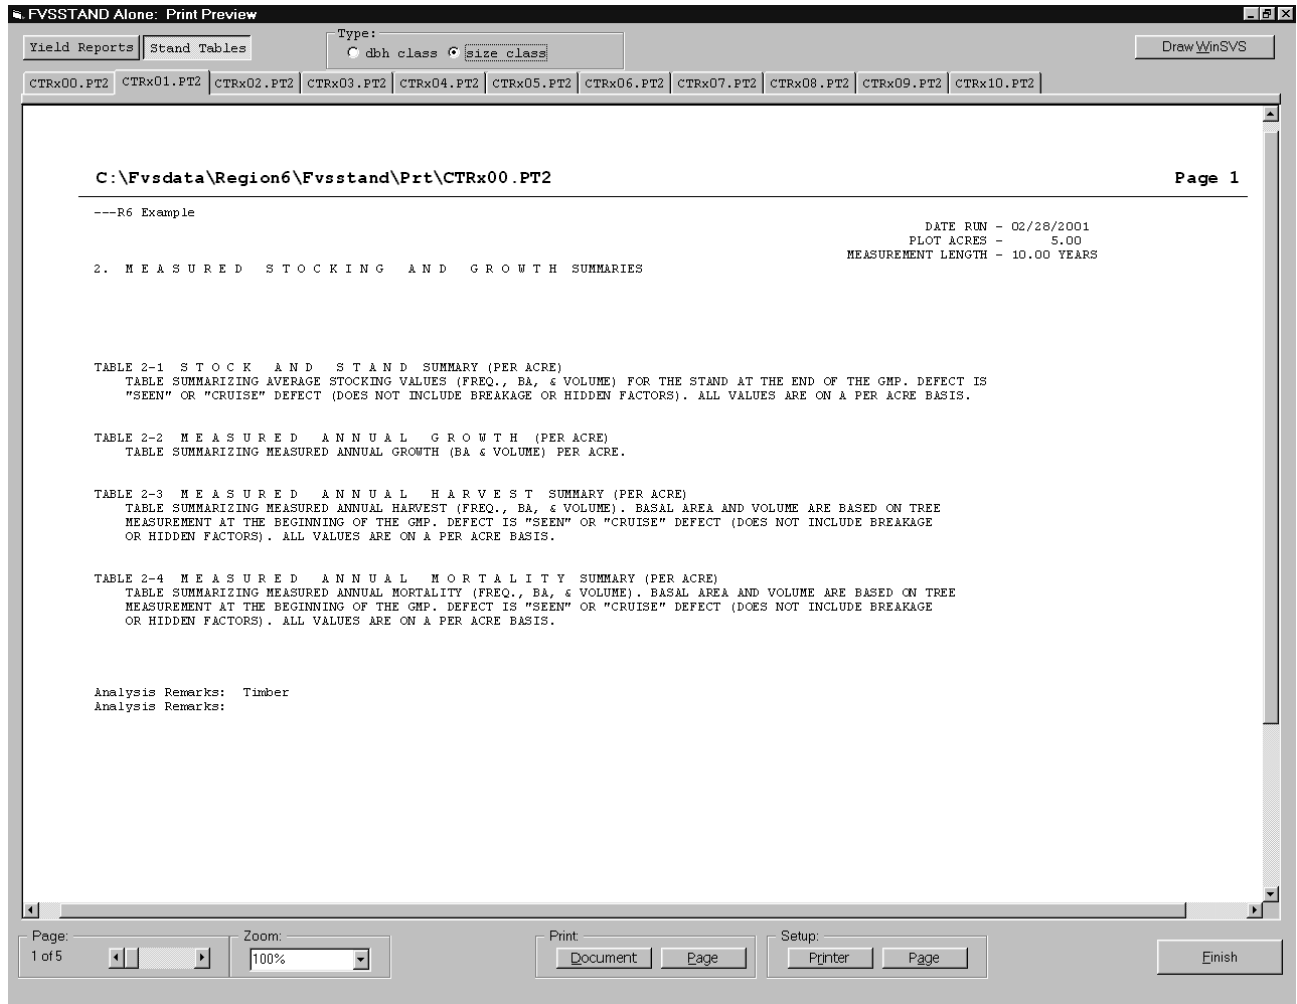 FVSSTAND Alone: Print Preview
Yield Reports Stand Tables Type: dbh class size class Draw WinSVS
CTRx00.PT2 CTRx01.PT2 CTRx02.PT2 CTRx03.PT2 CTRx04.PT2 CTRx05.PT2 CTRx06.PT2 CTRx07.PT2 CTRx08.PT2 CTRx09.PT2 CTRx10.PT2
C:\Fvsdata\Region6\Fvsstand\Prt\CTRx00.PT2 Page 1
---R6 Example
DATE RUN - 02/28/2001
PLOT ACRES - 5.00
MEASUREMENT LENGTH - 10.00 YEARS
2. M E A S U R E D S T O C K I N G A N D G R O W T H SUMMARIES
TABLE 2-1 S T O C K A N D S T A N D SUMMARY (PER ACRE)
TABLE SUMMARIZING AVERAGE STOCKING VALUES (FREQ., BA, & VOLUME) FOR THE STAND AT THE END OF THE GMP. DEFECT IS
"SEEN" OR "CRUISE" DEFECT (DOES NOT INCLUDE BREAKAGE OR HIDDEN FACTORS). ALL VALUES ARE ON A PER ACRE BASIS.
TABLE 2-2 M E A S U R E D A N N U A L G R O W T H (PER ACRE)
TABLE SUMMARIZING MEASURED ANNUAL GROWTH (BA & VOLUME) PER ACRE.
TABLE 2-3 M E A S U R E D A N N U A L H A R V E S T SUMMARY (PER ACRE)
TABLE SUMMARIZING MEASURED ANNUAL HARVEST (FREQ., BA, & VOLUME). BASAL AREA AND VOLUME ARE BASED ON TREE
MEASUREMENT AT THE BEGINNING OF THE GMP. DEFECT IS "SEEN" OR "CRUISE" DEFECT (DOES NOT INCLUDE BREAKAGE
OR HIDDEN FACTORS). ALL VALUES ARE ON A PER ACRE BASIS.
TABLE 2-4 M E A S U R E D A N N U A L M O R T A L I T Y SUMMARY (PER ACRE)
TABLE SUMMARIZING MEASURED ANNUAL MORTALITY (FREQ., BA, & VOLUME). BASAL AREA AND VOLUME ARE BASED ON TREE
MEASUREMENT AT THE BEGINNING OF THE GMP. DEFECT IS "SEEN" OR "CRUISE" DEFECT (DOES NOT INCLUDE BREAKAGE
OR HIDDEN FACTORS). ALL VALUES ARE ON A PER ACRE BASIS.
Analysis Remarks: Timber
Analysis Remarks:
Page: Zoom: Print Setup:
1 of 5 100% Document Page Printer Page Finish